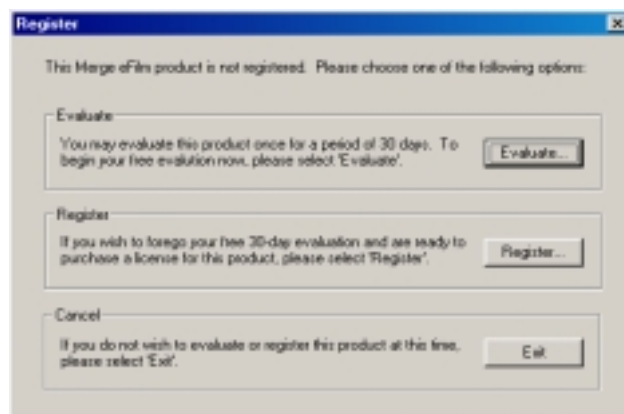 Register
This Merge eFilm product is not registered. Please choose one of the following options:
Evaluate
You may evaluate this product once for a period of 30 days. To
begin your free evalution now, please select 'Evaluate'.
Evaluate...
Register
If you wish to forego your free 30-day evaluation and are ready to
purchase a license for this product, please select 'Register'.
Register...
Cancel
If you do not wish to evaluate or register this product at this time,
please select 'Exit'.
Exit